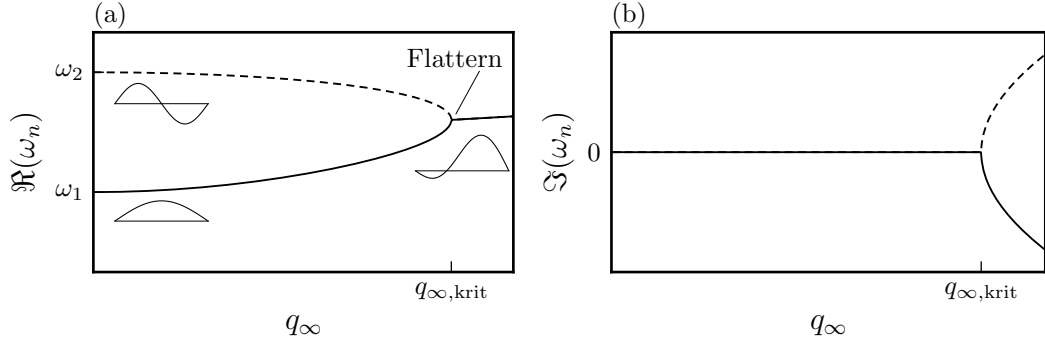 (a)
ω₂
Flattern
ℜ(ωₙ)
ω₁
q∞,krit
q∞
(b)
ℑ(ωₙ)
0
q∞,krit
q∞